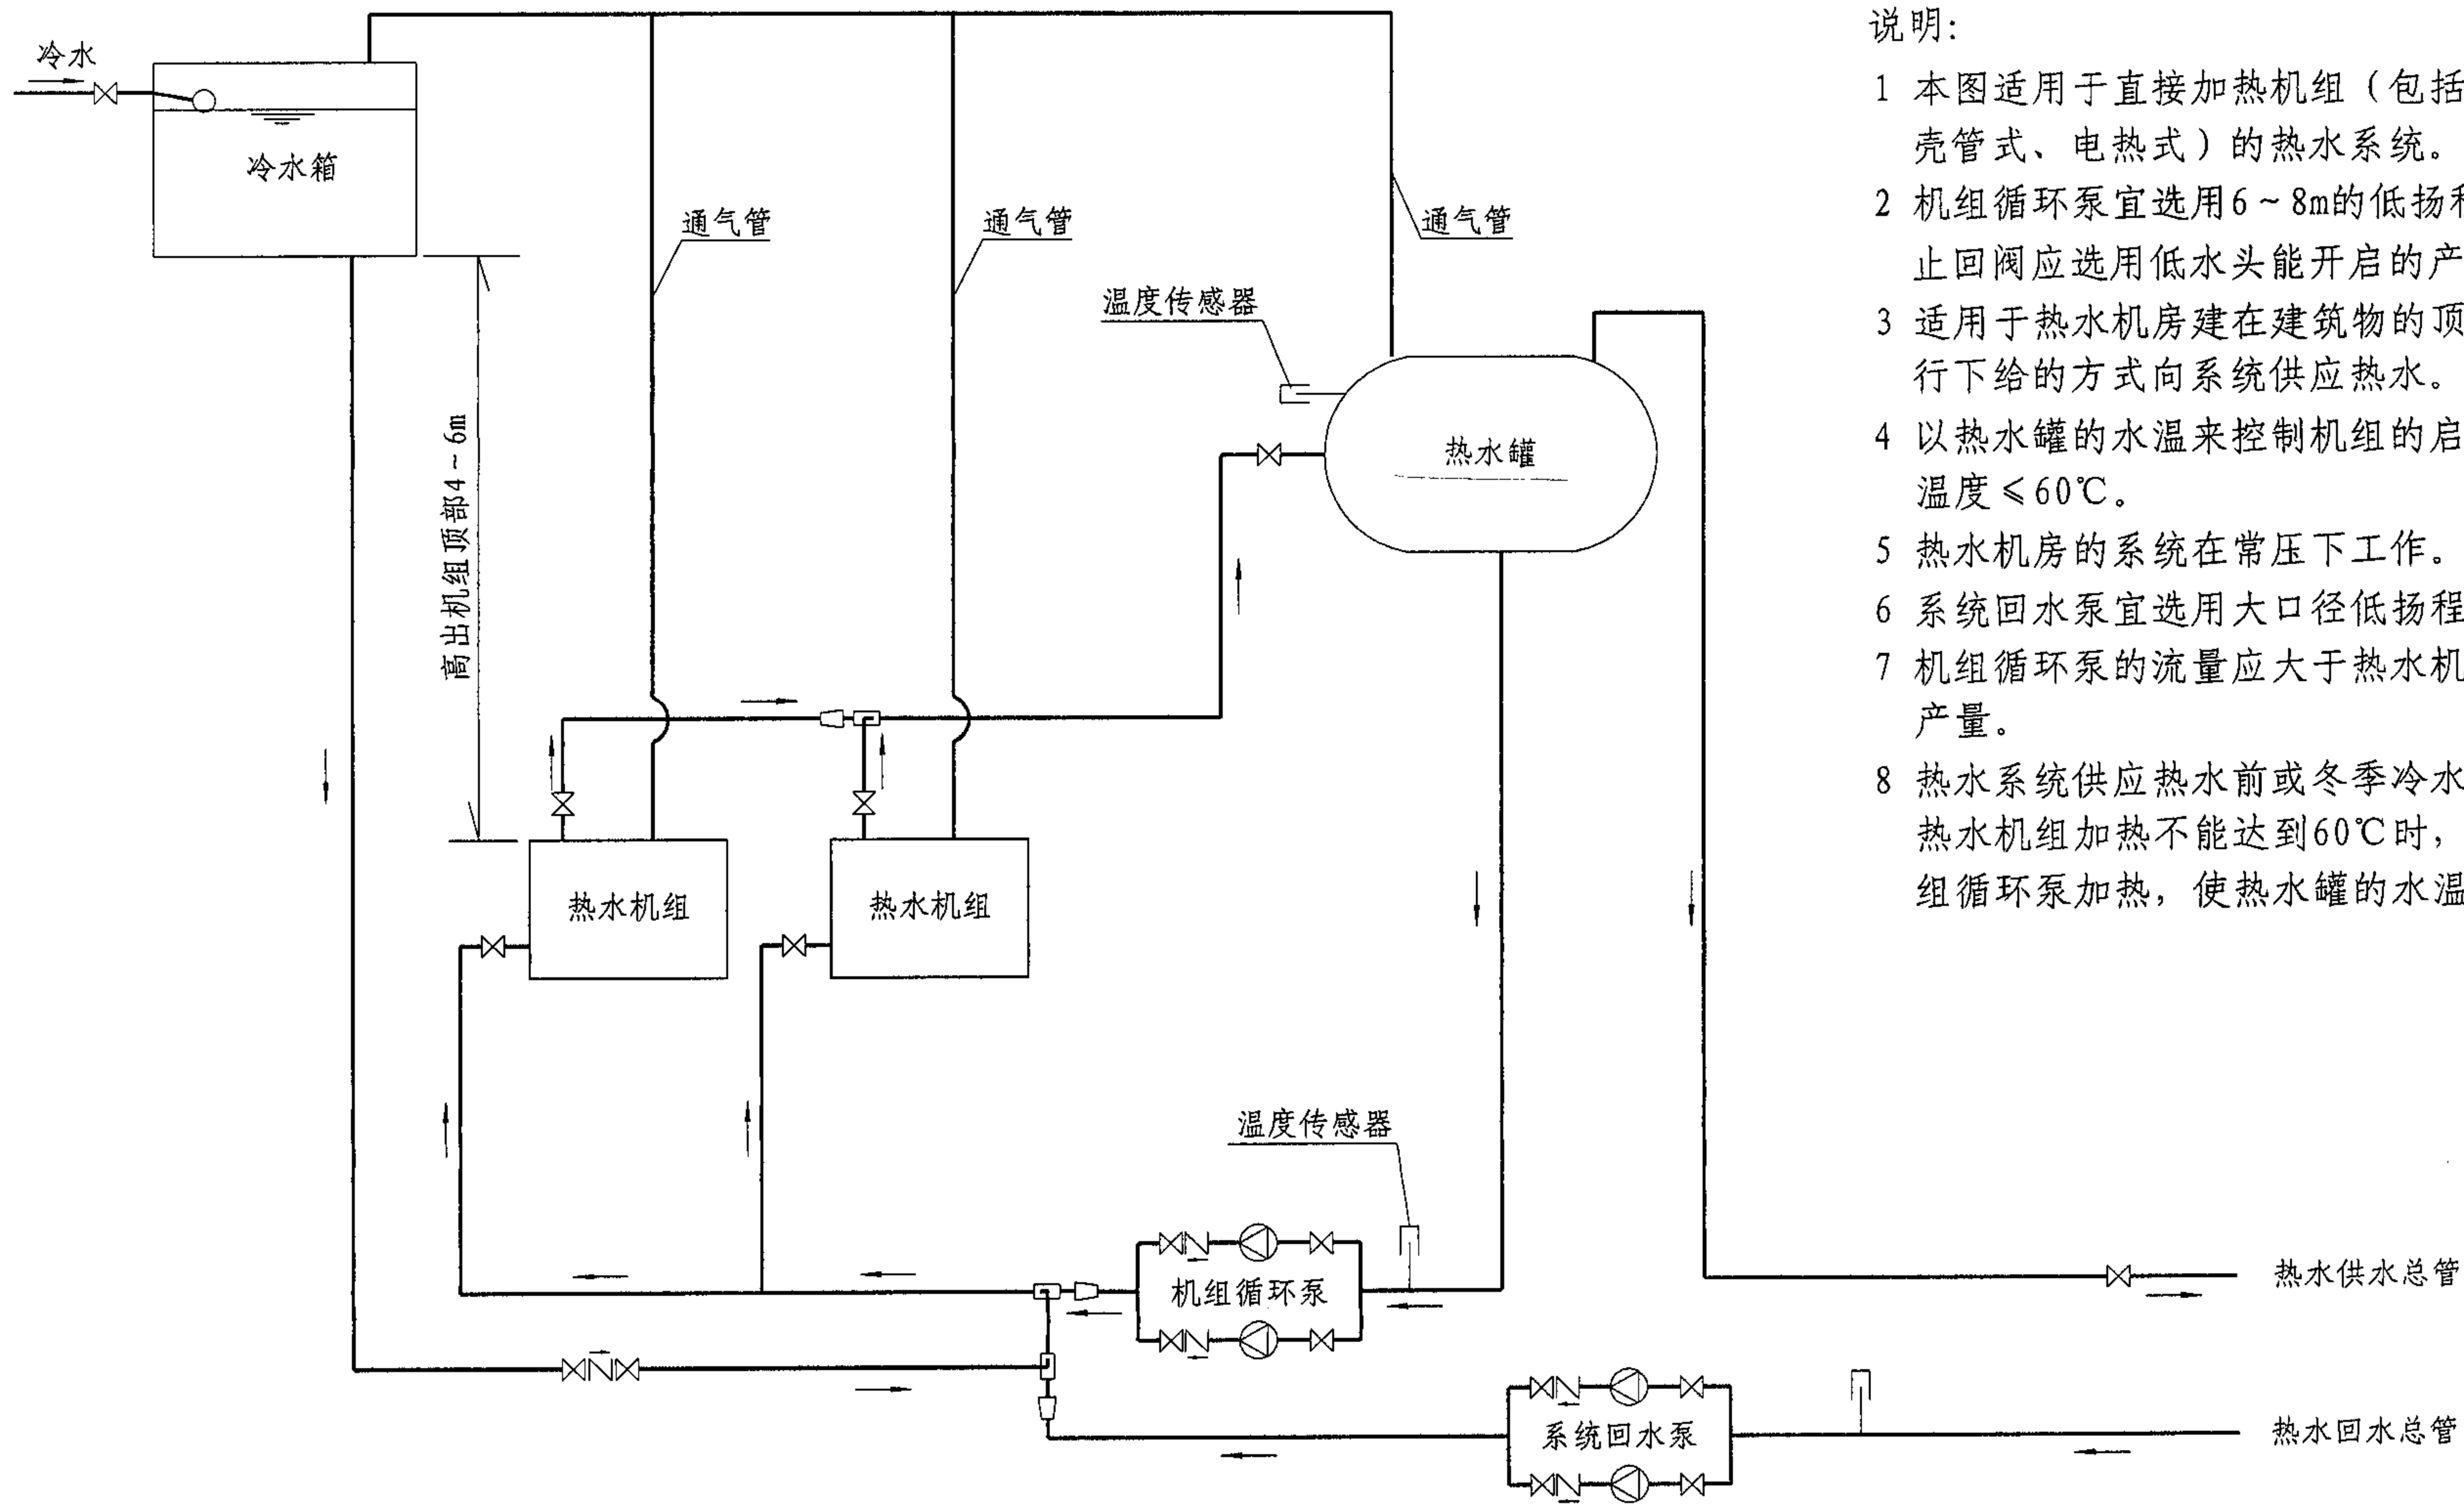 冷水
冷水箱
通气管
通气管
通气管
温度传感器
热水罐
高出机组顶部4~6m
热水机组
热水机组
温度传感器
机组循环泵
系统回水泵
热水供水总管
热水回水总管
说明:
1 本图适用于直接加热机组（包括
壳管式、电热式）的热水系统。
2 机组循环泵宜选用6~8m的低扬程
止回阀应选用低水头能开启的产
3 适用于热水机房建在建筑物的顶
行下给的方式向系统供应热水。
4 以热水罐的水温来控制机组的启
温度≤60℃。
5 热水机房的系统在常压下工作。
6 系统回水泵宜选用大口径低扬程
7 机组循环泵的流量应大于热水机
产量。
8 热水系统供应热水前或冬季冷水
热水机组加热不能达到60℃时，
组循环泵加热，使热水罐的水温